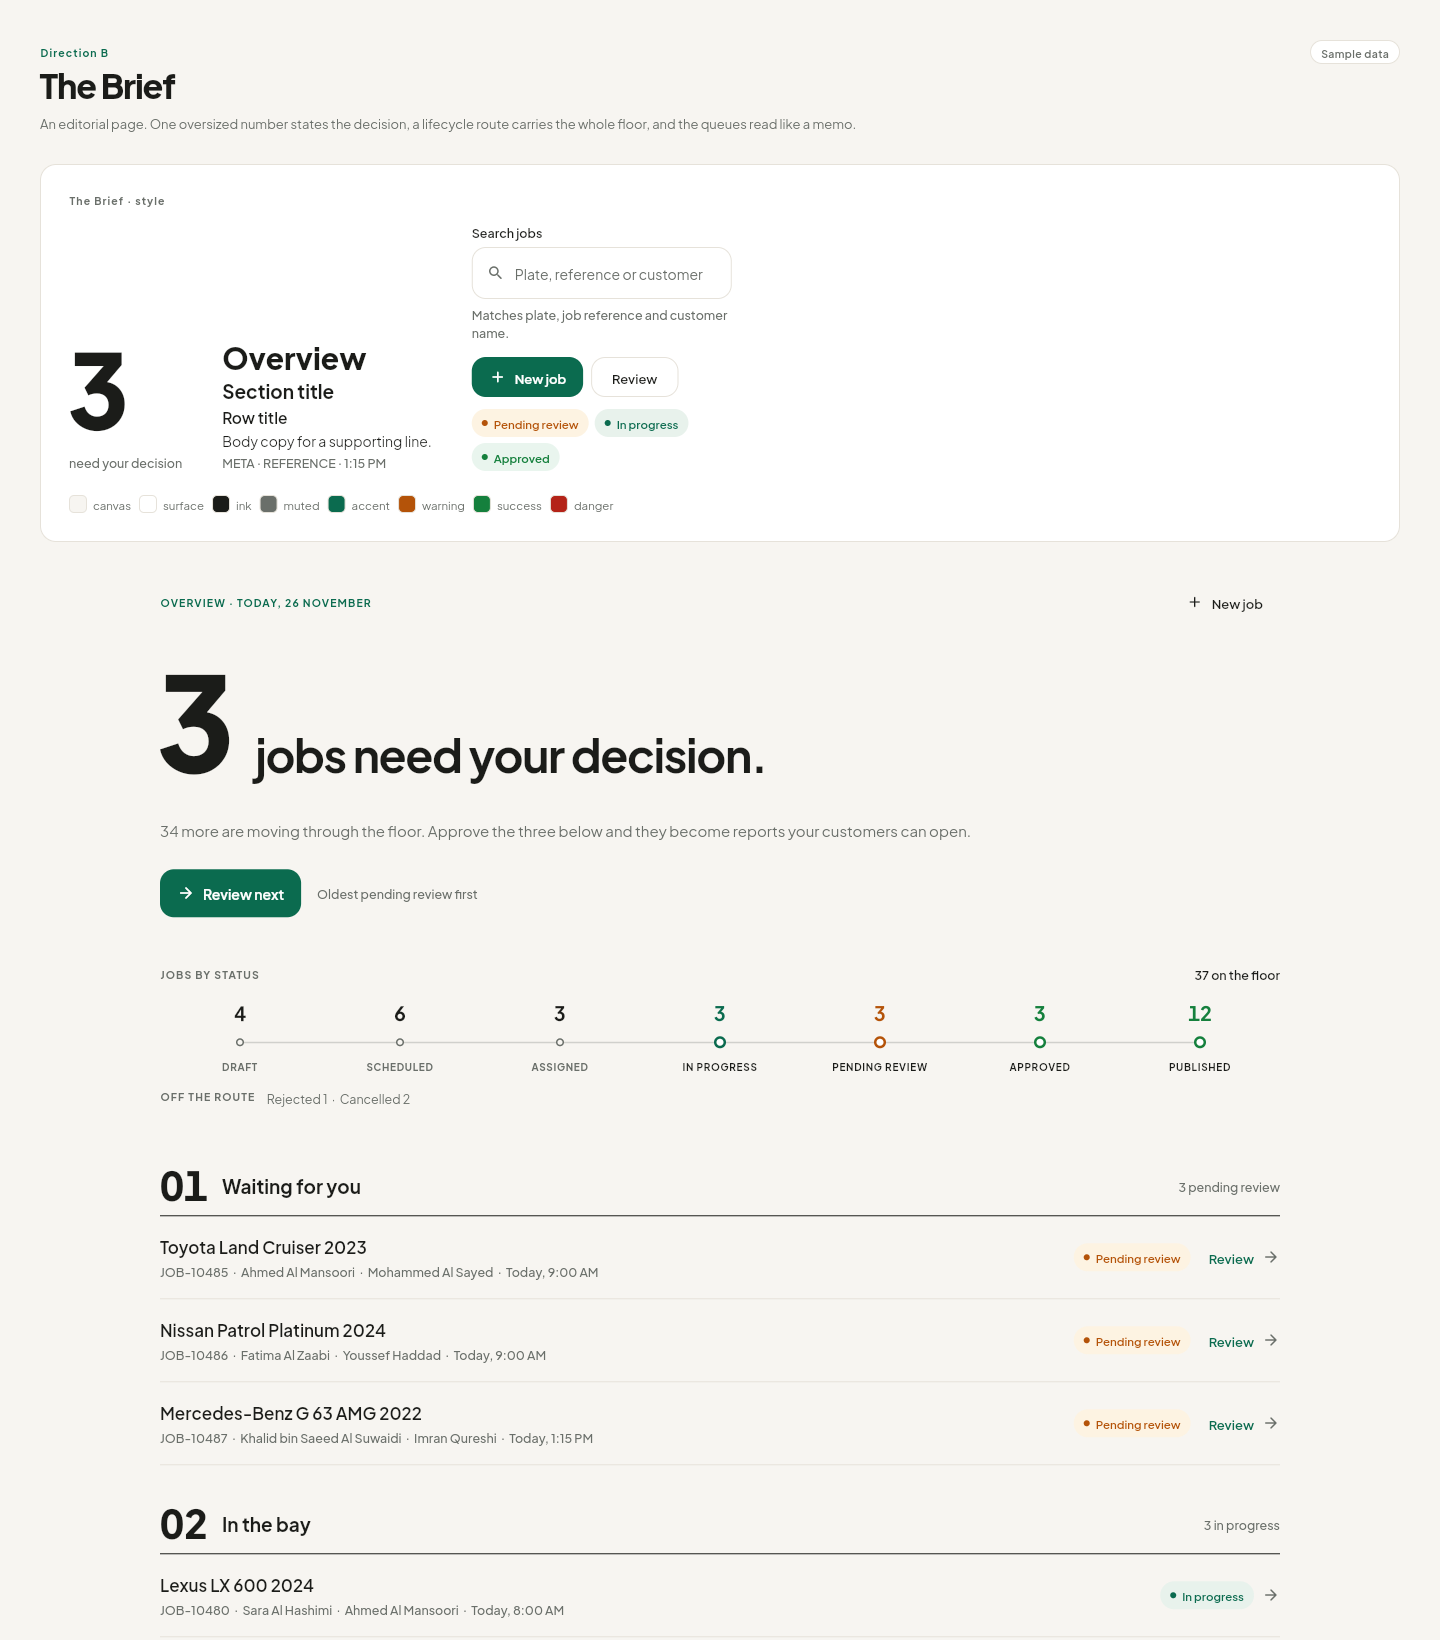 Direction B
Sample data
The Brief
An editorial page. One oversized number states the decision, a lifecycle route carries the whole floor, and the queues read like a memo.
The Brief · style
3
need your decision
Overview
Section title
Row title
Body copy for a supporting line.
META · REFERENCE · 1:15 PM
Search jobs
Plate, reference or customer
Matches plate, job reference and customer
name.
New job
Review
Pending review
In progress
Approved
canvas
surface
ink
muted
accent
warning
success
danger
OVERVIEW · TODAY, 26 NOVEMBER
New job
3 jobs need your decision.
34 more are moving through the floor. Approve the three below and they become reports your customers can open.
Review next
Oldest pending review first
JOBS BY STATUS
37 on the floor
4
6
3
3
3
3
12
DRAFT
SCHEDULED
ASSIGNED
IN PROGRESS
PENDING REVIEW
APPROVED
PUBLISHED
OFF THE ROUTE
Rejected 1 · Cancelled 2
01 Waiting for you
3 pending review
Toyota Land Cruiser 2023
JOB-10485 · Ahmed Al Mansoori · Mohammed Al Sayed · Today, 9:00 AM
Pending review
Review
Nissan Patrol Platinum 2024
JOB-10486 · Fatima Al Zaabi · Youssef Haddad · Today, 9:00 AM
Pending review
Review
Mercedes-Benz G 63 AMG 2022
JOB-10487 · Khalid bin Saeed Al Suwaidi · Imran Qureshi · Today, 1:15 PM
Pending review
Review
02 In the bay
3 in progress
Lexus LX 600 2024
JOB-10480 · Sara Al Hashimi · Ahmed Al Mansoori · Today, 8:00 AM
In progress